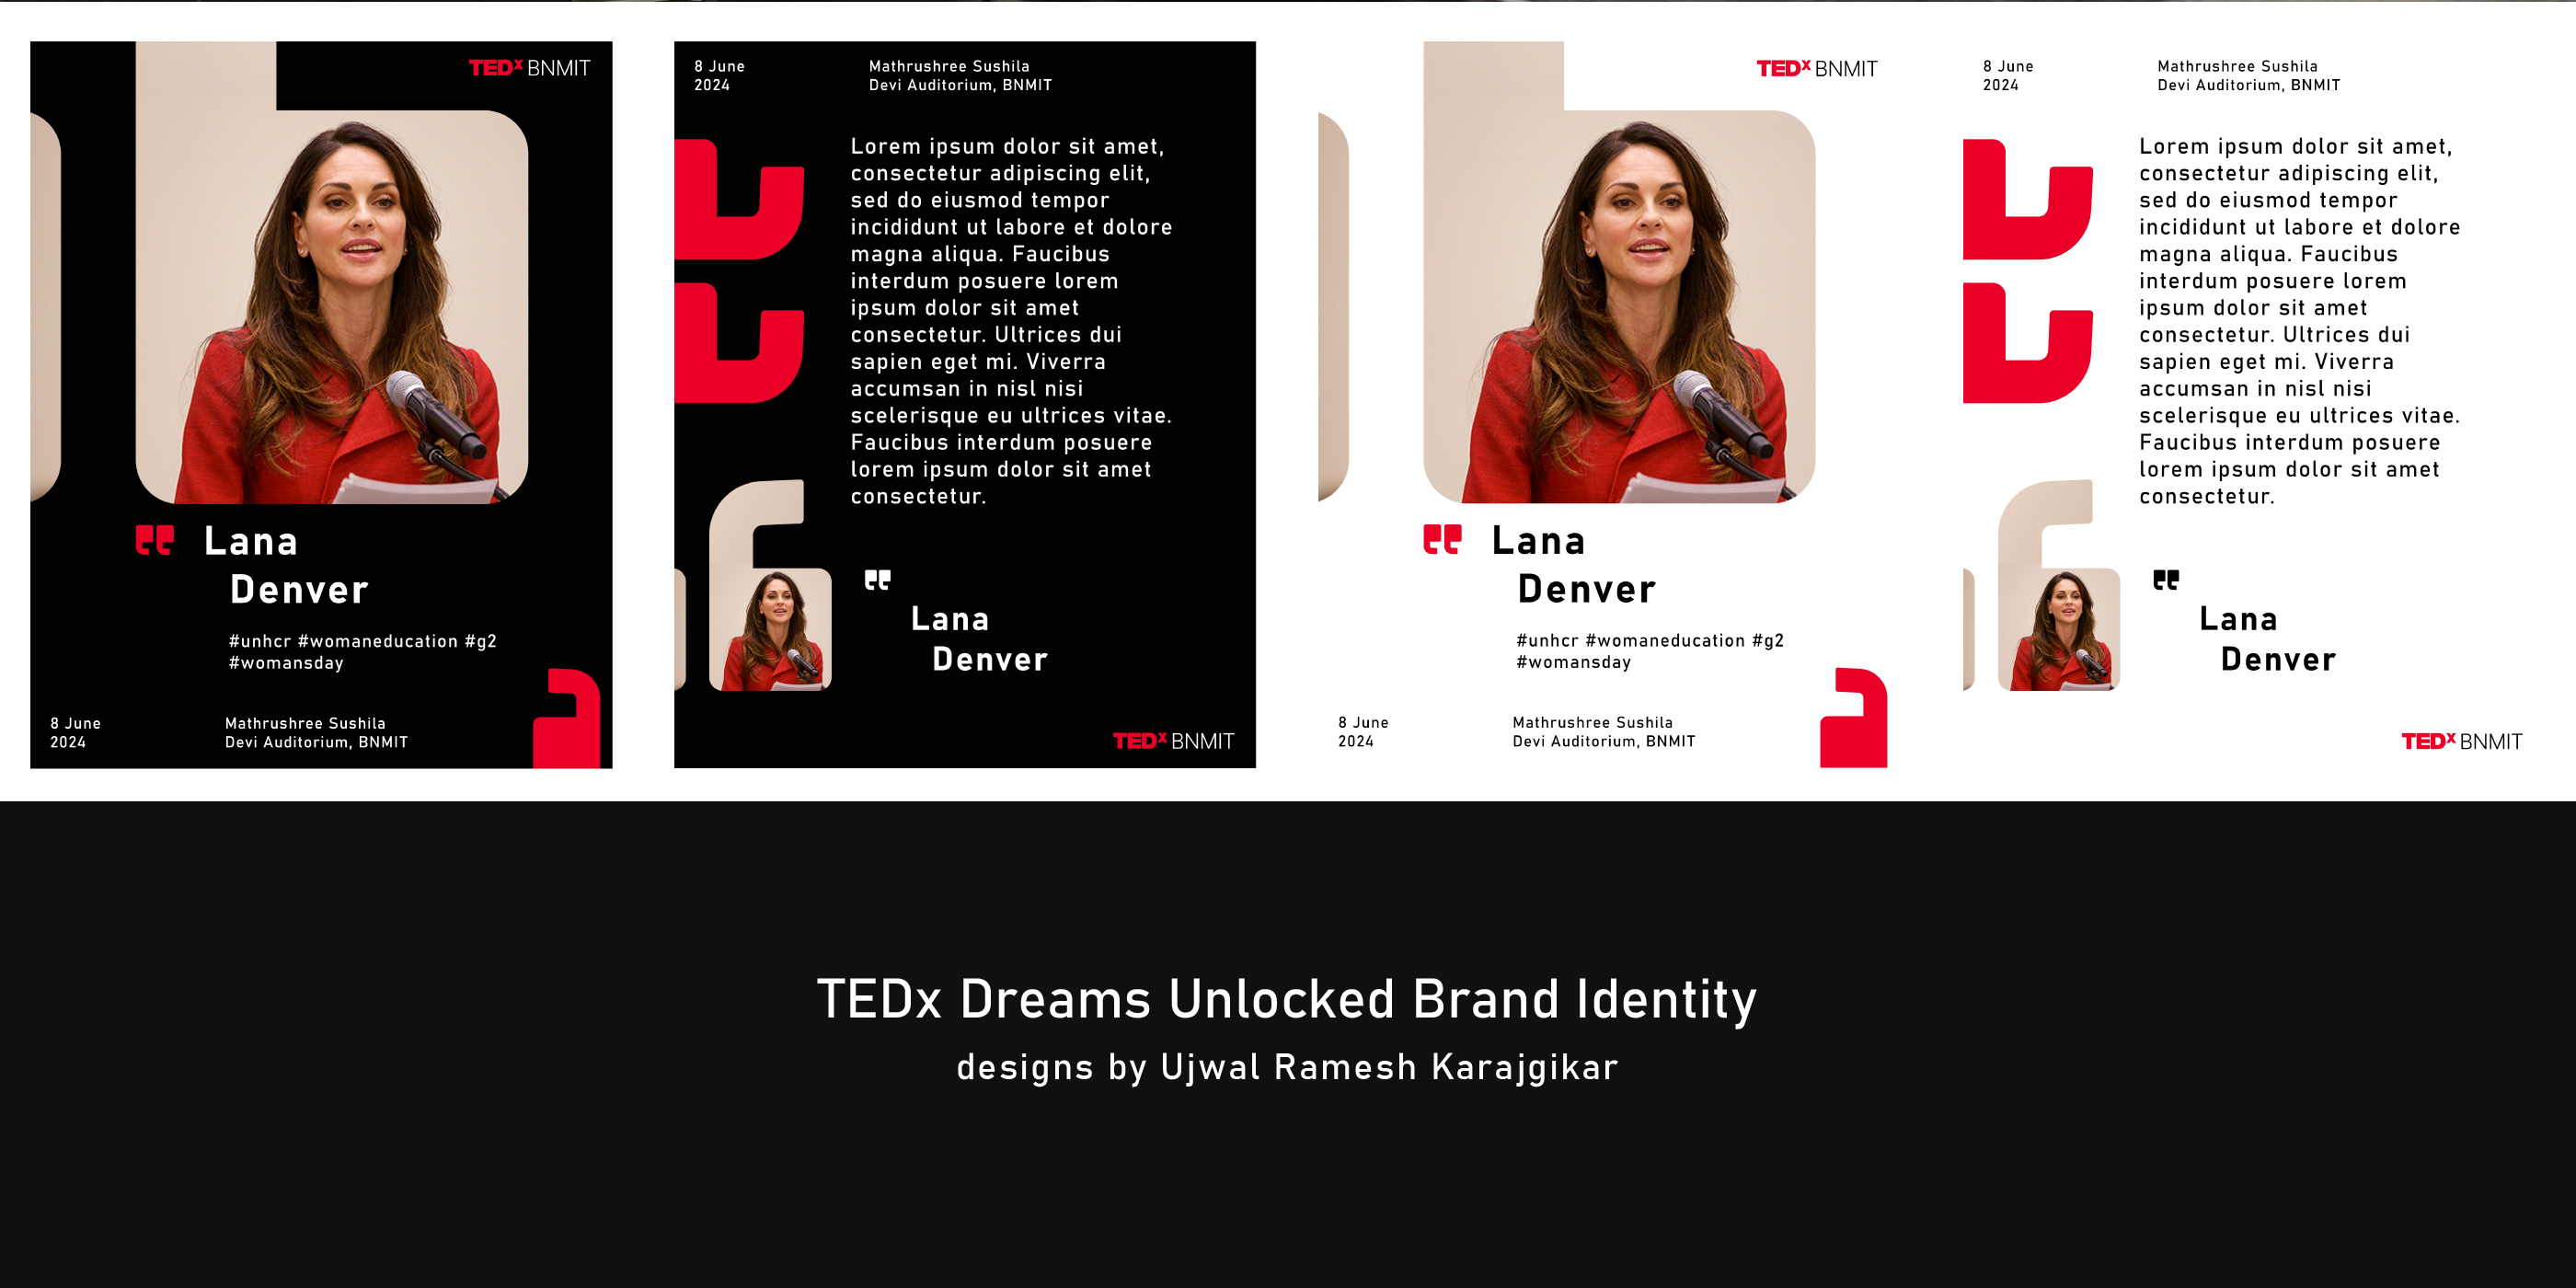 TEDx BNMIT
Lana
Denver
#unhcr #womaneducation #g2
#womansday
8 June
2024
Mathrushree Sushila
Devi Auditorium, BNMIT
8 June
2024
Mathrushree Sushila
Devi Auditorium, BNMIT
Lorem ipsum dolor sit amet,
consectetur adipiscing elit,
sed do eiusmod tempor
incididunt ut labore et dolore
magna aliqua. Faucibus
interdum posuere lorem
ipsum dolor sit amet
consectetur. Ultrices dui
sapien eget mi. Viverra
accumsan in nisl nisi
scelerisque eu ultrices vitae.
Faucibus interdum posuere
lorem ipsum dolor sit amet
consectetur.
Lana
Denver
TEDx BNMIT
TEDx BNMIT
Lana
Denver
#unhcr #womaneducation #g2
#womansday
8 June
2024
Mathrushree Sushila
Devi Auditorium, BNMIT
8 June
2024
Mathrushree Sushila
Devi Auditorium, BNMIT
Lorem ipsum dolor sit amet,
consectetur adipiscing elit,
sed do eiusmod tempor
incididunt ut labore et dolore
magna aliqua. Faucibus
interdum posuere lorem
ipsum dolor sit amet
consectetur. Ultrices dui
sapien eget mi. Viverra
accumsan in nisl nisi
scelerisque eu ultrices vitae.
Faucibus interdum posuere
lorem ipsum dolor sit amet
consectetur.
Lana
Denver
TEDx BNMIT
TEDx Dreams Unlocked Brand Identity
designs by Ujwal Ramesh Karajgikar